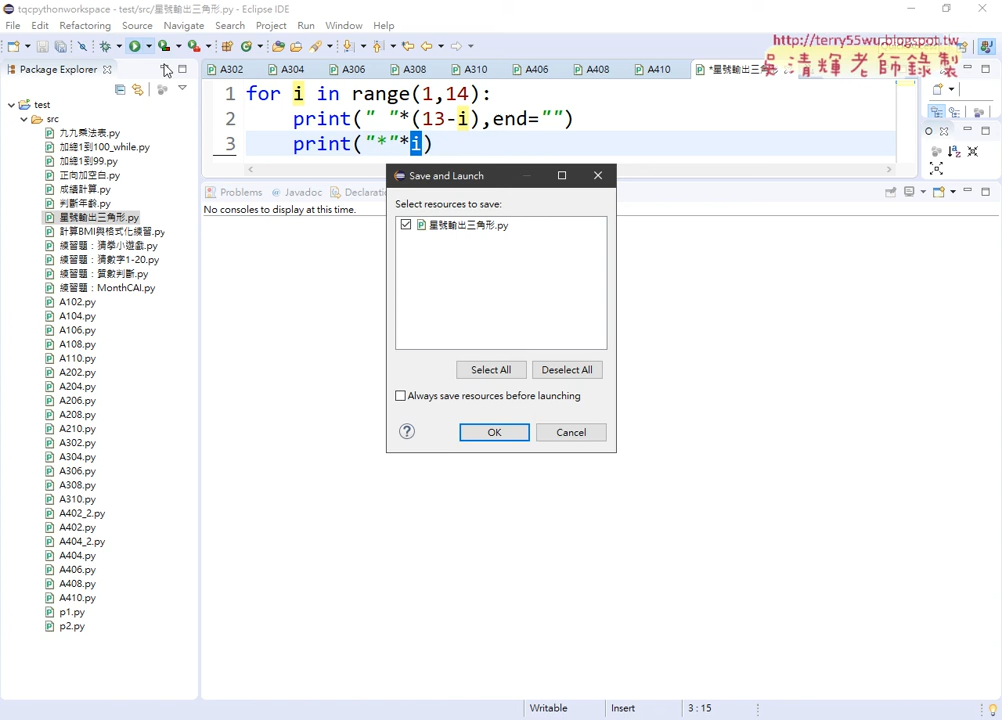 tqcpythonworkspace - test/src/星號輸出三角形.py - Eclipse IDE
File Edit Refactoring Source Navigate Search Project Run Window Help
http://terry55wu.blogspot.tw
吳清輝老師錄製
Package Explorer
A302 A304 A306 A308 A310 A402 A406 A408 A410 *星號輸出三
test
src
九九乘法表.py
加總1到100_while.py
加總1到99.py
正向加空白.py
成績計算.py
判斷年齡.py
星號輸出三角形.py
計算BMI與格式化練習.py
練習題：猜拳小遊戲.py
練習題：猜數字1-20.py
練習題：質數判斷.py
練習題：MonthCAI.py
A102.py
A104.py
A106.py
A108.py
A110.py
A202.py
A204.py
A206.py
A208.py
A210.py
A302.py
A304.py
A306.py
A308.py
A310.py
A402_2.py
A402.py
A404_2.py
A404.py
A406.py
A408.py
A410.py
p1.py
p2.py
1 for i in range(1,14):
2 print(" "*(13-i),end="")
3 print("*"*i)
Problems Javadoc Declarati
No consoles to display at this time.
Save and Launch
Select resources to save:
星號輸出三角形.py
Select All Deselect All
Always save resources before launching
OK Cancel
Writable Insert 3 : 15